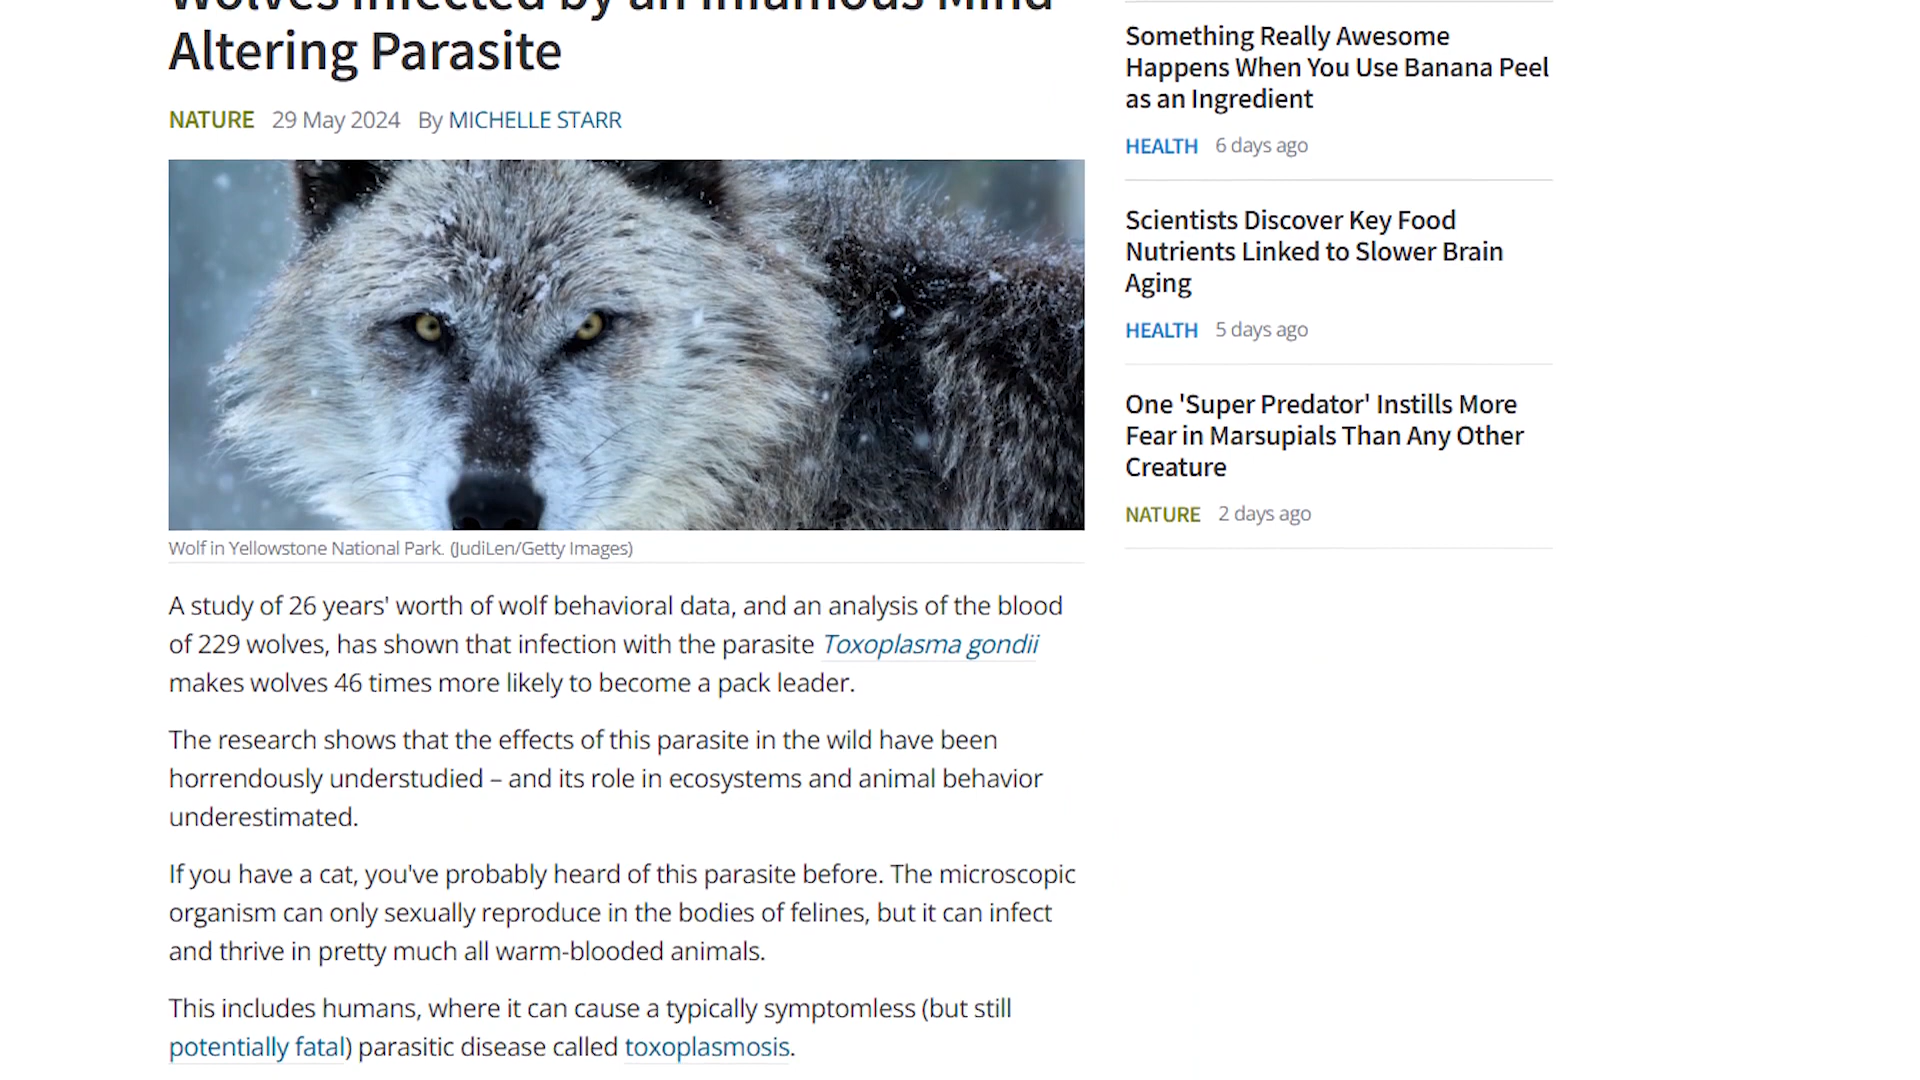 Wolves Infected by an Infamous Mind
Altering Parasite
NATURE 29 May 2024 By MICHELLE STARR
Wolf in Yellowstone National Park. (JudiLen/Getty Images)
A study of 26 years' worth of wolf behavioral data, and an analysis of the blood
of 229 wolves, has shown that infection with the parasite Toxoplasma gondii
makes wolves 46 times more likely to become a pack leader.
The research shows that the effects of this parasite in the wild have been
horrendously understudied – and its role in ecosystems and animal behavior
underestimated.
If you have a cat, you've probably heard of this parasite before. The microscopic
organism can only sexually reproduce in the bodies of felines, but it can infect
and thrive in pretty much all warm-blooded animals.
This includes humans, where it can cause a typically symptomless (but still
potentially fatal) parasitic disease called toxoplasmosis.
Something Really Awesome
Happens When You Use Banana Peel
as an Ingredient
HEALTH 6 days ago
Scientists Discover Key Food
Nutrients Linked to Slower Brain
Aging
HEALTH 5 days ago
One 'Super Predator' Instills More
Fear in Marsupials Than Any Other
Creature
NATURE 2 days ago